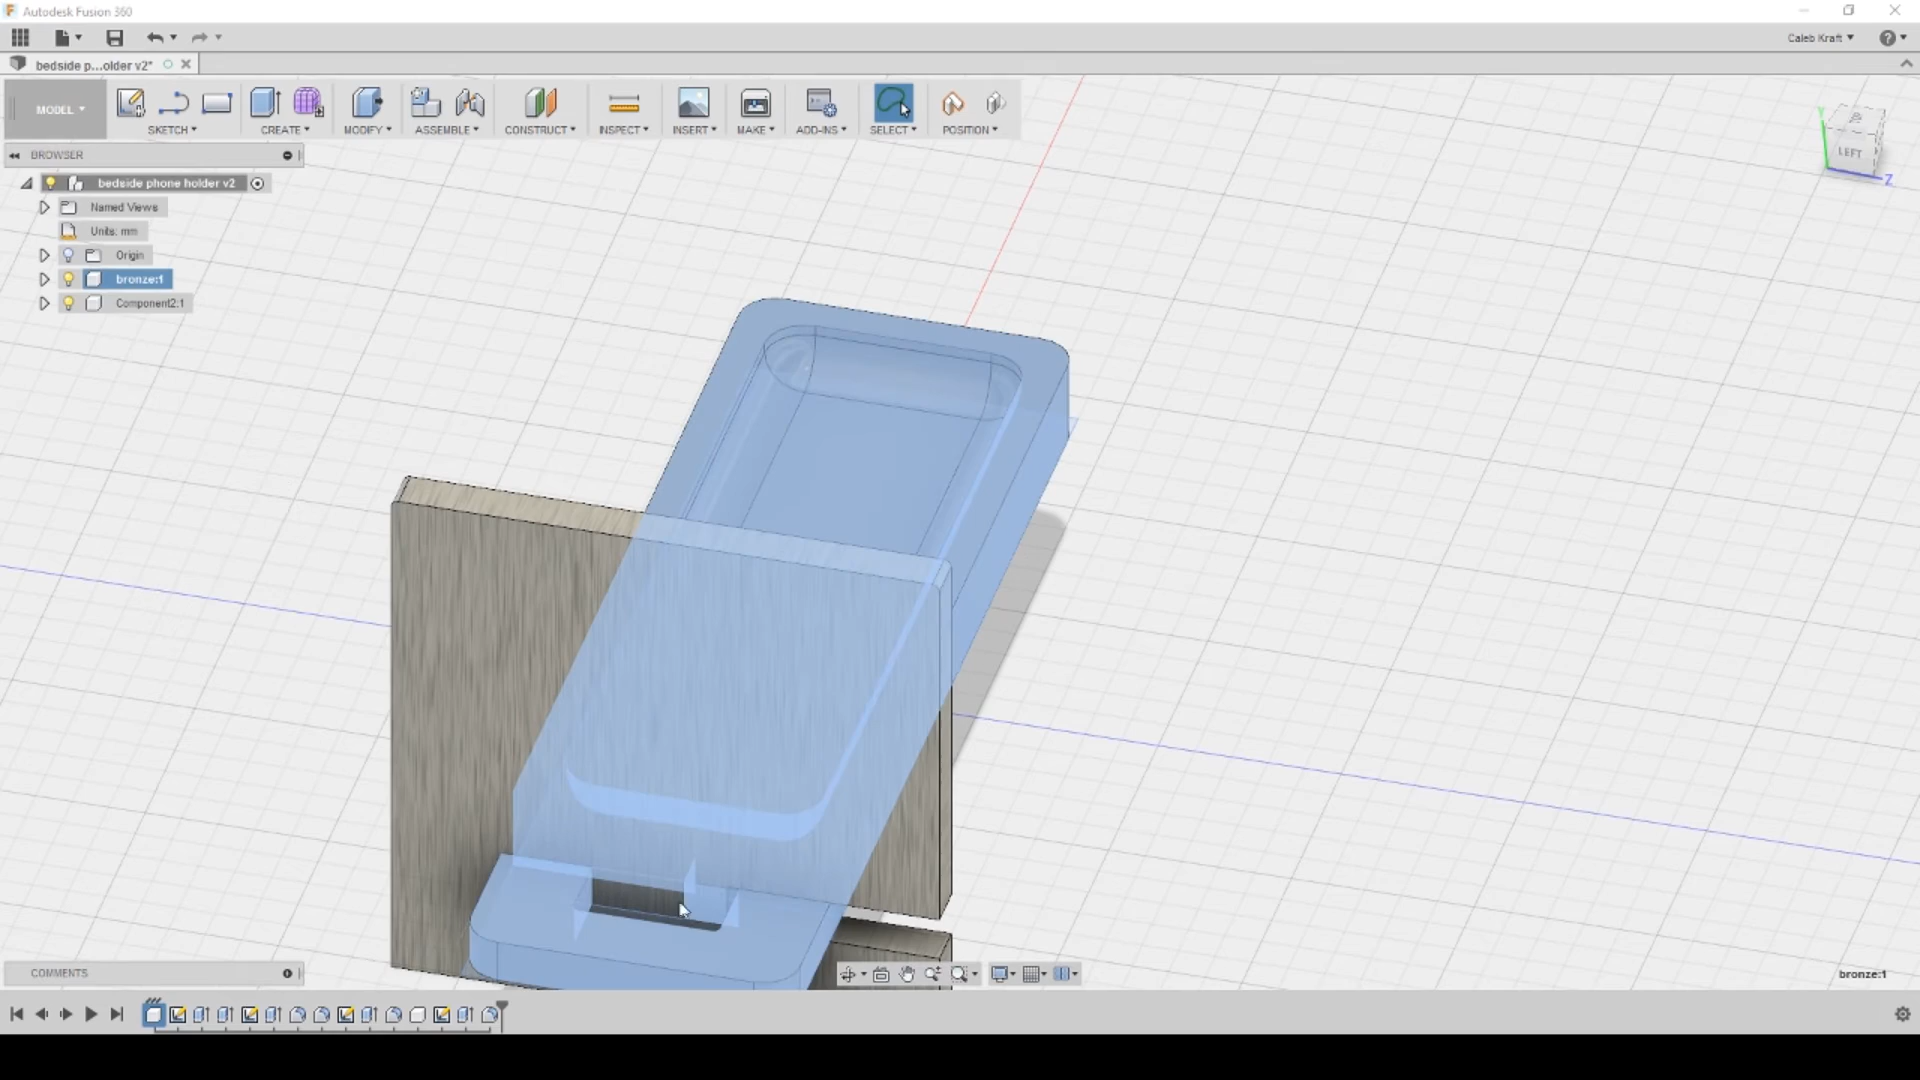 Autodesk Fusion 360
Caleb Kraft
bedside p...older v2*
MODEL
SKETCH
CREATE
MODIFY
ASSEMBLE
CONSTRUCT
INSPECT
INSERT
MAKE
ADD-INS
SELECT
POSITION
LEFT
Y
Z
BROWSER
bedside phone holder v2
Named Views
Units: mm
Origin
bronze:1
Component2:1
COMMENTS
bronze:1